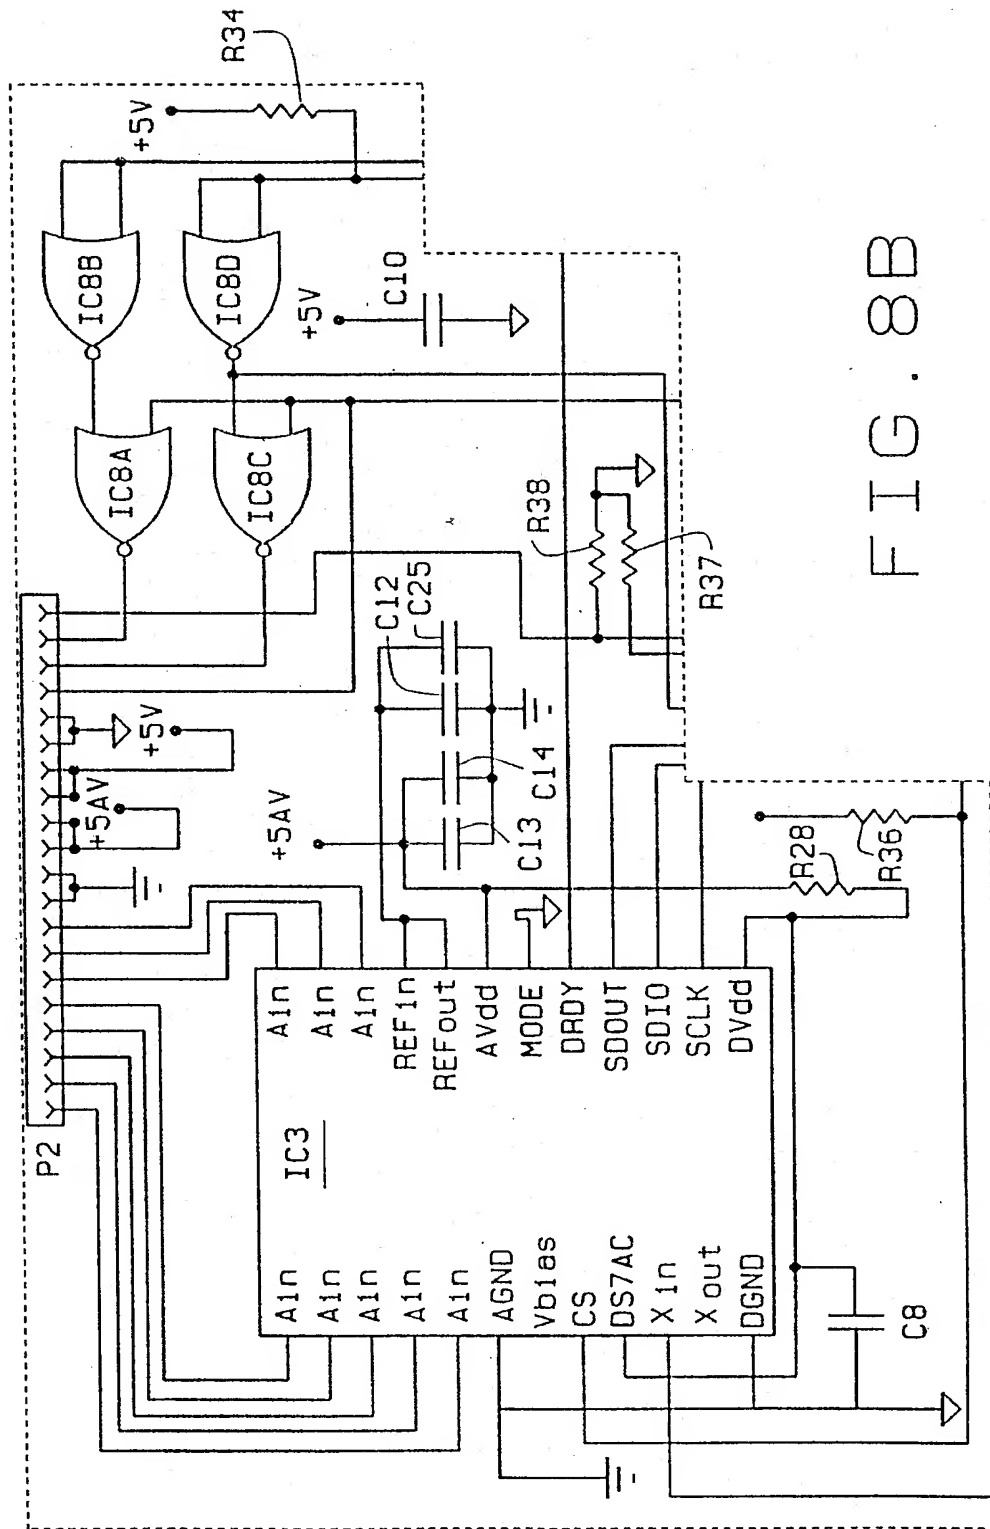 R34
+5V
IC8B
IC8D
+5V
C10
IC8A
IC8C
R38
R37
C12
C25
+5V
+5AV
+5AV
C14
C13
R28
R36
P2
IC3
Ain
Ain
Ain
REFin
REFout
AVdd
MODE
DRDY
SDOUT
SDIO
SCLK
DVdd
Ain
Ain
Ain
Ain
Ain
AGND
Vbias
CS
DS7AC
Xin
Xout
DGND
C8
FIG. 8B